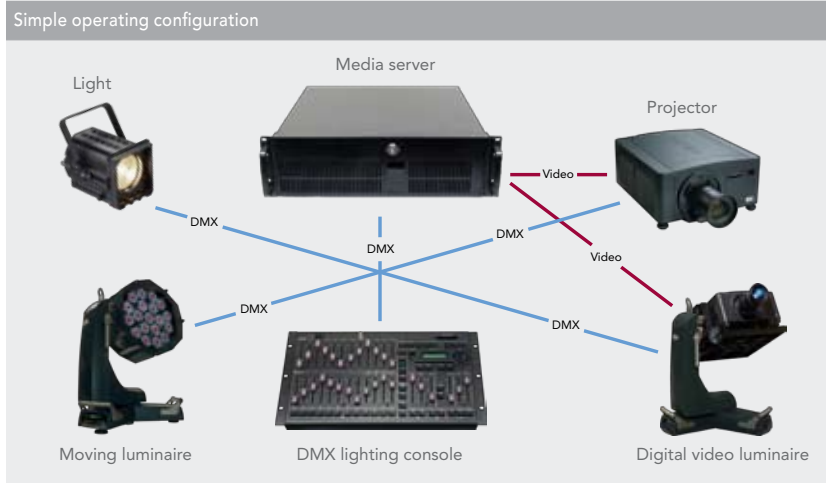 Simple operating configuration
Media server
Light
Projector
Video
DMX
DMX
DMX
Video
DMX
DMX
Moving luminaire
DMX lighting console
Digital video luminaire